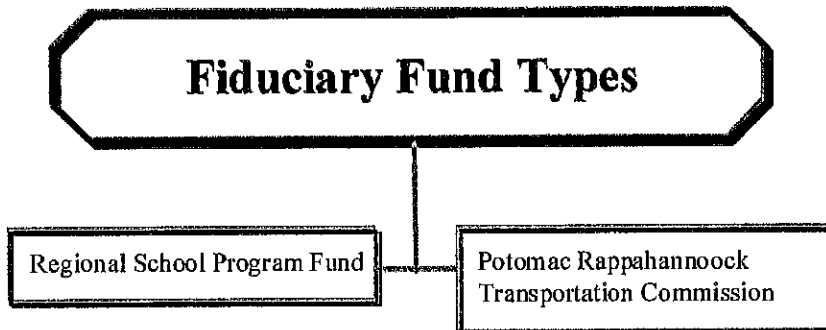 Fiduciary Fund Types
Regional School Program Fund
Potomac Rappahannoock
Transportation Commission